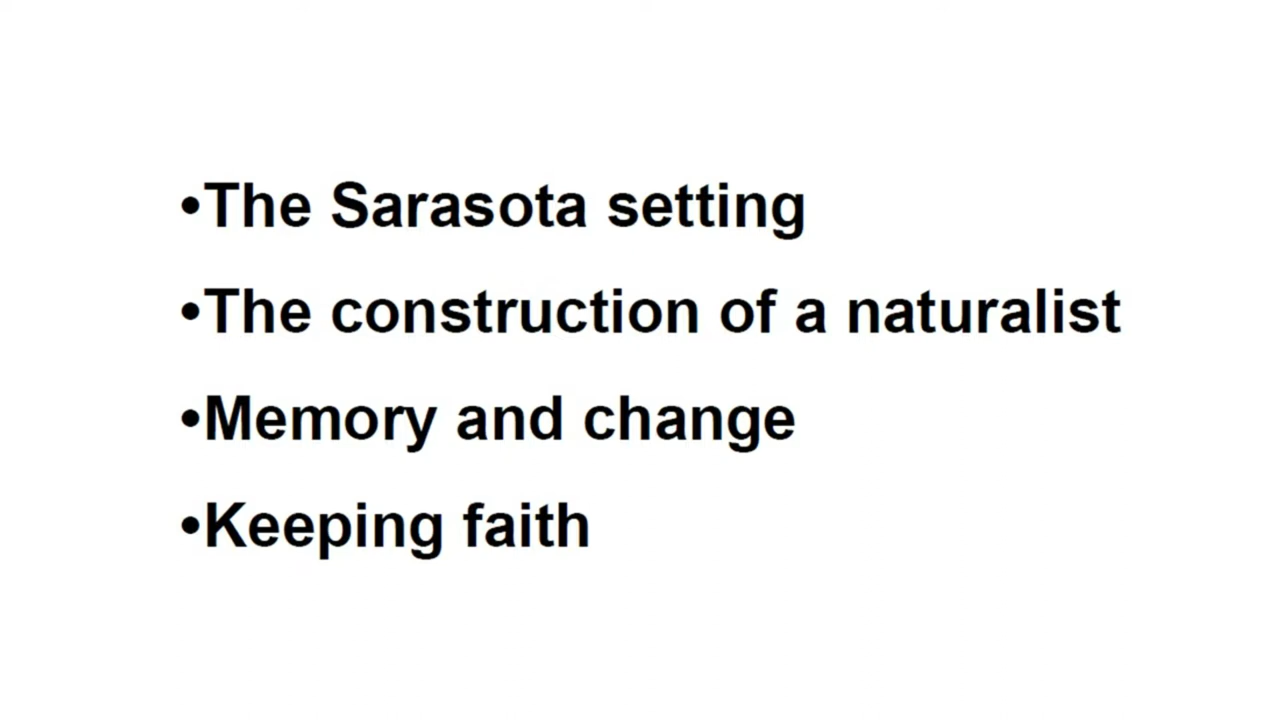 •The Sarasota setting
•The construction of a naturalist
•Memory and change
•Keeping faith